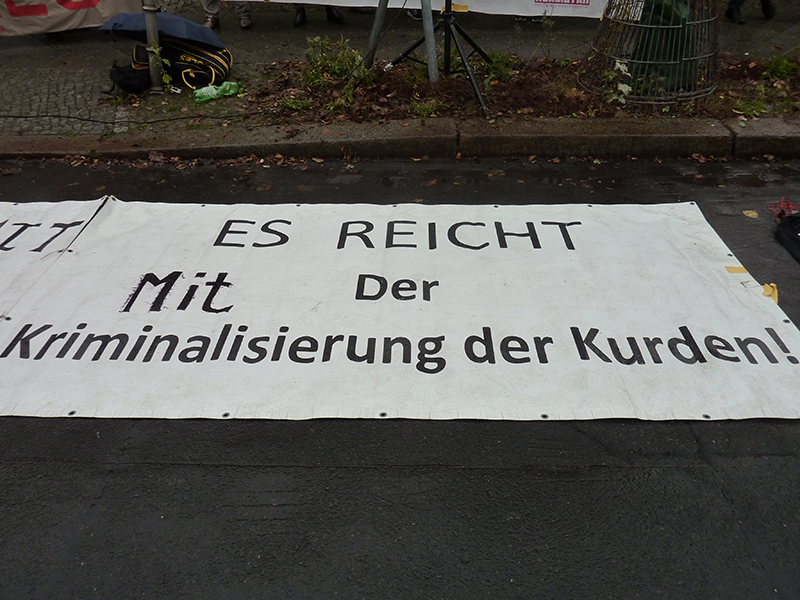 ES REICHT
Mit Der
Kriminalisierung der Kurden!